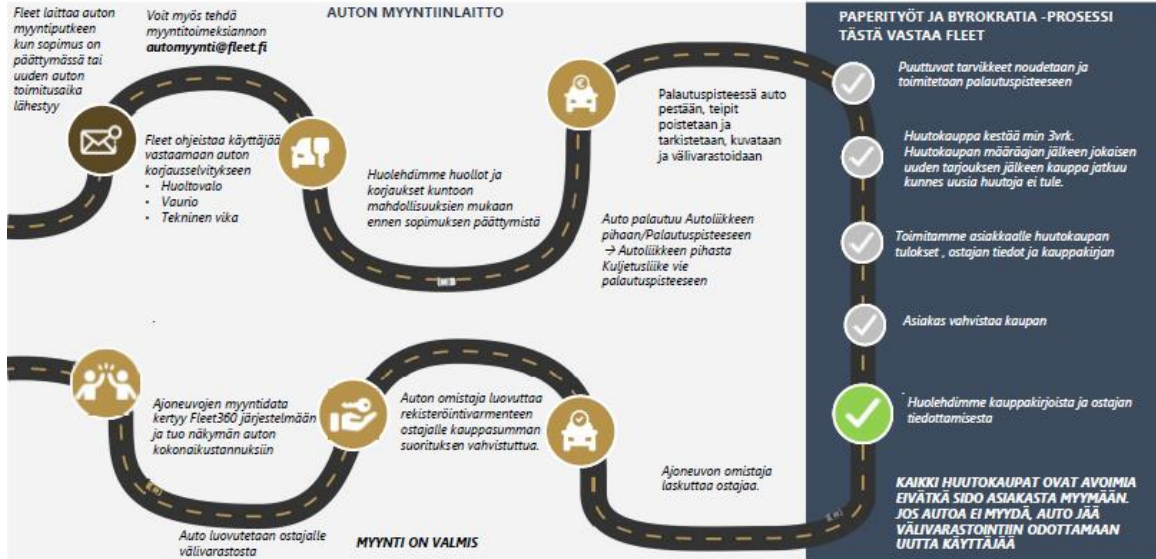 Fleet laittaa auton
myyntiputkeen
kun sopimus on
päättymässä tai
uuden auton
toimitusaika
lähestyy
Voit myös tehdä
myyntitoimeksiannon
automyynti@fleet.fi
AUTON MYYNTIINLAITTO
Fleet ohjeistaa käyttäjää
vastaamaan auton
korjausselvitykseen
• Huoltovalo
• Vaurio
• Tekninen vika
Huolehdimme huollot ja
korjaukset kuntoon
mahdollisuuksien mukaan
ennen sopimuksen päättymistä
Palautuspisteessä auto
pestään, teipit
poistetaan ja
tarkistetaan, kuvataan
ja välivarastoidaan
Auto palautuu Autoliikkeen
pihaan/Palautuspisteeseen
→ Autoliikkeen pihasta
Kuljetusliike vie
palautuspisteeseen
PAPERITYÖT JA BYROKRATIA -PROSESSI
TÄSTÄ VASTAA FLEET
Puuttuvat tarvikkeet noudetaan ja
toimitetaan palautuspisteeseen
Huutokauppa kestää min 3vrk.
Huutokaupan määräajan jälkeen jokaisen
uuden tarjouksen jälkeen kauppa jatkuu
kunnes uusia huutoja ei tule.
Toimitamme asiakkaalle huutokaupan
tulokset , ostajan tiedot ja kauppakirjan
Asiakas vahvistaa kaupan
Huolehdimme kauppakirjoista ja ostajan
tiedottamisesta
KAIKKI HUUTOKAUPAT OVAT AVOIMIA
EIVÄTKÄ SIDO ASIAKASTA MYYMÄÄN.
JOS AUTOA EI MYYDÄ, AUTO JÄÄ
VÄLIVARASTOINTIIN ODOTTAMAAN
UUTTA KÄYTTÄJÄÄ
Ajoneuvon omistaja
laskuttaa ostajaa.
Auton omistaja luovuttaa
rekisteröintivarmenteen
ostajalle kauppasumman
suorituksen vahvistuttua.
Ajoneuvojen myyntidata
kertyy Fleet360 järjestelmään
ja tuo näkymän auton
kokonaikustannuksiin
Auto luovutetaan ostajalle
välivarastosta
MYYNTI ON VALMIS